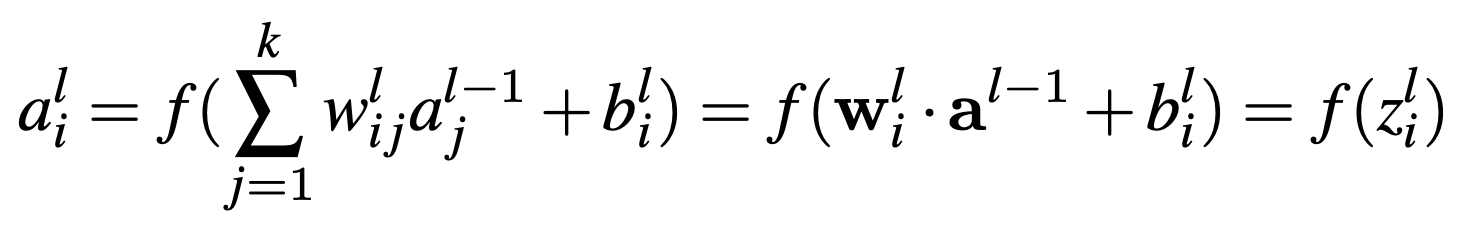 $a_i^l = f(\sum_{j=1}^{k} w_{ij}^l a_j^{l-1} + b_i^l) = f(\mathbf{w}_i^l \cdot \mathbf{a}^{l-1} + b_i^l) = f(z_i^l)$